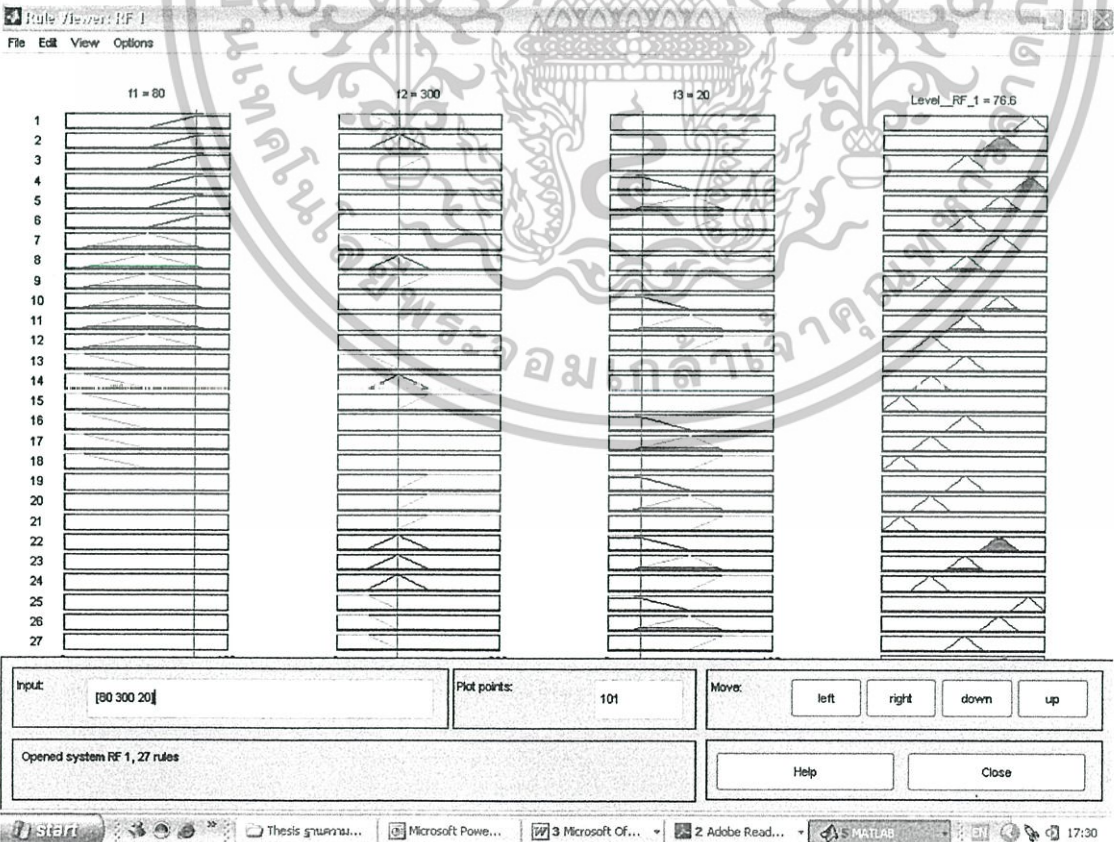 Rule Viewer: RF 1
File Edit View Options
f1 = 80
f2 = 300
f3 = 20
Level__RF_1 = 76.6
1
2
3
4
5
6
7
8
9
10
11
12
13
14
15
16
17
18
19
20
21
22
23
24
25
26
27
Input:
[80 300 20]
Plot points:
101
Move:
left
right
down
up
Opened system RF 1, 27 rules
Help
Close
start
Thesis
Microsoft Powe...
3 Microsoft Of...
2 Adobe Read...
5 MATLAB
EN
17:30